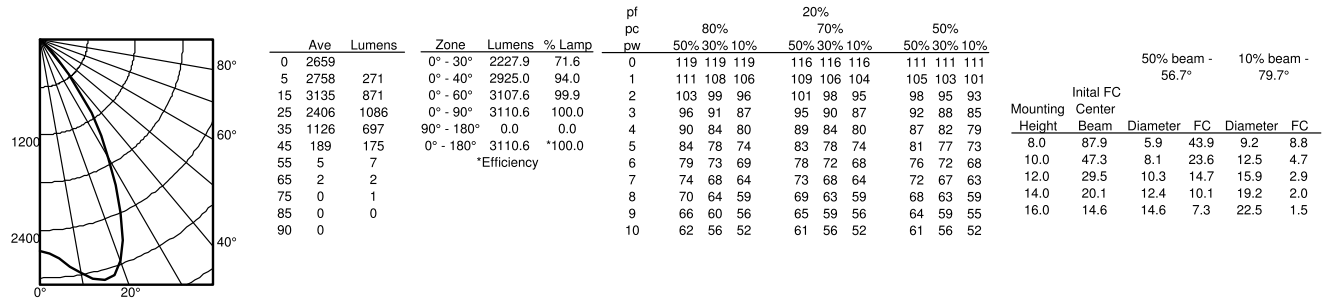 80°
60°
40°
1200
2400
0° 20°
Ave Lumens
0 2659
5 2758 271
15 3135 871
25 2406 1086
35 1126 697
45 189 175
55 5 7
65 2 2
75 0 1
85 0 0
90 0
Zone Lumens % Lamp
0° - 30° 2227.9 71.6
0° - 40° 2925.0 94.0
0° - 60° 3107.6 99.9
0° - 90° 3110.6 100.0
90° - 180° 0.0 0.0
0° - 180° 3110.6 *100.0
*Efficiency
pf 20%
pc 80% 70% 50%
pw 50% 30% 10% 50% 30% 10% 50% 30% 10%
0 119 119 119 116 116 116 111 111 111
1 111 108 106 109 106 104 105 103 101
2 103 99 96 101 98 95 98 95 93
3 96 91 87 95 90 87 92 88 85
4 90 84 80 89 84 80 87 82 79
5 84 78 74 83 78 74 81 77 73
6 79 73 69 78 72 68 76 72 68
7 74 68 64 73 68 64 72 67 63
8 70 64 59 69 63 59 68 63 59
9 66 60 56 65 59 56 64 59 55
10 62 56 52 61 56 52 61 56 52
50% beam - 10% beam -
56.7° 79.7°
Inital FC
Mounting Center
Height Beam Diameter FC Diameter FC
8.0 87.9 5.9 43.9 9.2 8.8
10.0 47.3 8.1 23.6 12.5 4.7
12.0 29.5 10.3 14.7 15.9 2.9
14.0 20.1 12.4 10.1 19.2 2.0
16.0 14.6 14.6 7.3 22.5 1.5